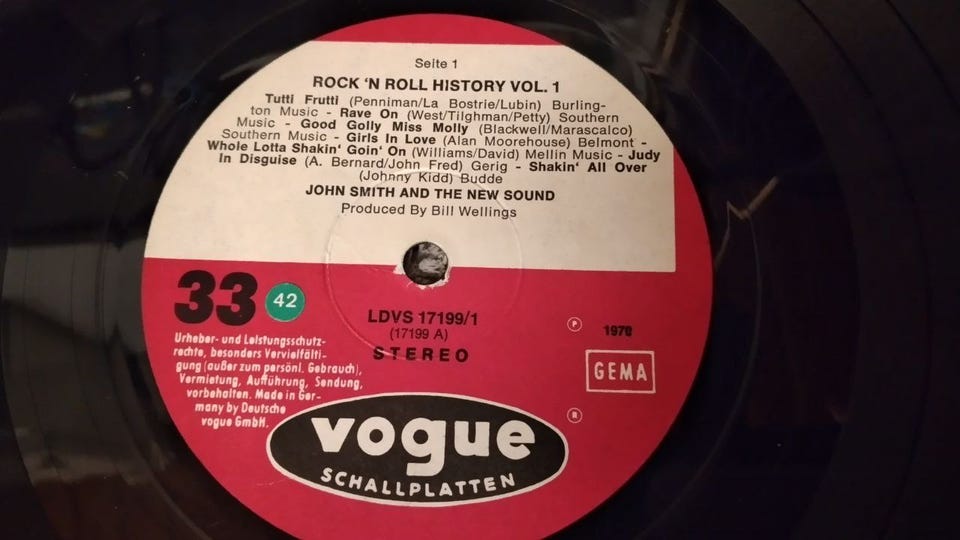 Seite 1
ROCK 'N ROLL HISTORY VOL. 1
Tutti Frutti (Penniman/La Bostrie/Lubin) Burling-
ton Music - Rave On (West/Tilghman/Petty) Southern
Music - Good Golly Miss Molly (Blackwell/Marascalco)
Southern Music - Girls In Love (Alan Moorehouse) Belmont -
Whole Lotta Shakin' Goin' On (Williams/David) Mellin Music - Judy
In Disguise (A. Bernard/John Fred) Gerig - Shakin' All Over
(Johnny Kidd) Budde
JOHN SMITH AND THE NEW SOUND
Produced By Bill Wellings
33 42
LDVS 17199/1
(17199 A)
STEREO
Ⓟ 1970
GEMA
®
Urheber- und Leistungsschutz-
rechte, besonders Vervielfälti-
gung (außer zum persönl. Gebrauch),
Vermietung, Aufführung, Sendung,
vorbehalten. Made in Ger-
many by Deutsche
vogue GmbH.
vogue
SCHALLPLATTEN